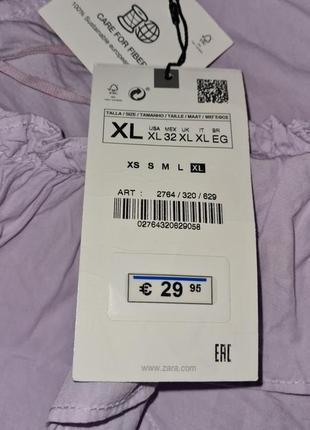 CARE FOR FIBER
100% Sustainable european
TALLA / SIZE / TAMANHO / TAILLE / MAAT / ΜΕΓΕΘΟΣ
XL
USA MEX UK IT BR
XL 32 XL XL EG
XS S M L XL
ART : 2764 / 320 / 629
02764320629058
€ 29 95
www.zara.com
EAC